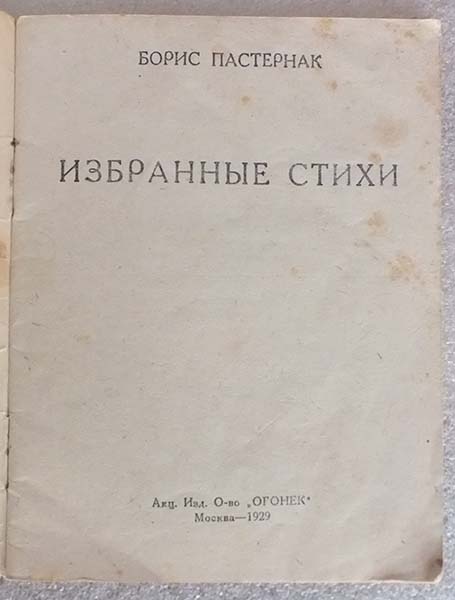 БОРИС ПАСТЕРНАК
ИЗБРАННЫЕ СТИХИ
Акц. Изд. О-во „ОГОНЕК“
Москва—1929